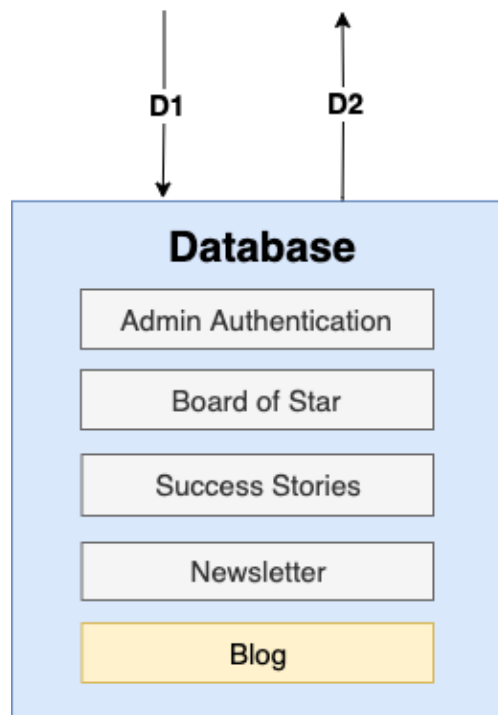 D1
D2
Database
Admin Authentication
Board of Star
Success Stories
Newsletter
Blog